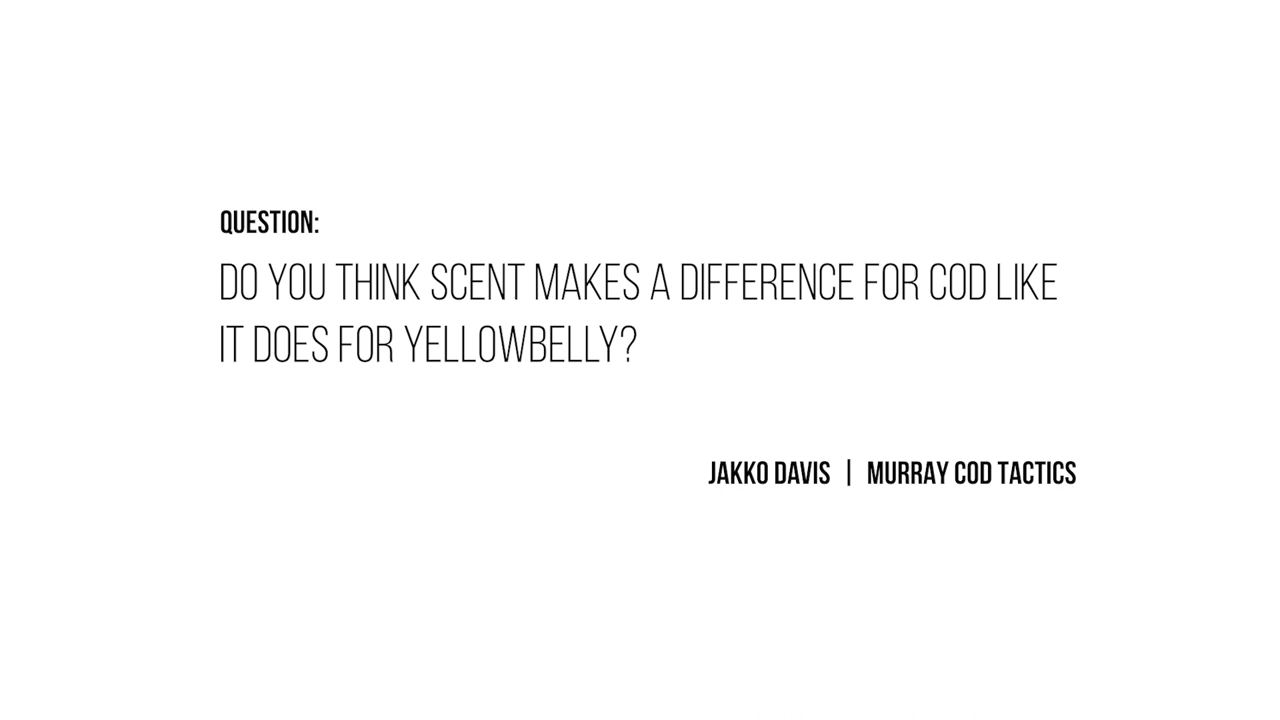 QUESTION:
DO YOU THINK SCENT MAKES A DIFFERENCE FOR COD LIKE
IT DOES FOR YELLOWBELLY?
JAKKO DAVIS | MURRAY COD TACTICS